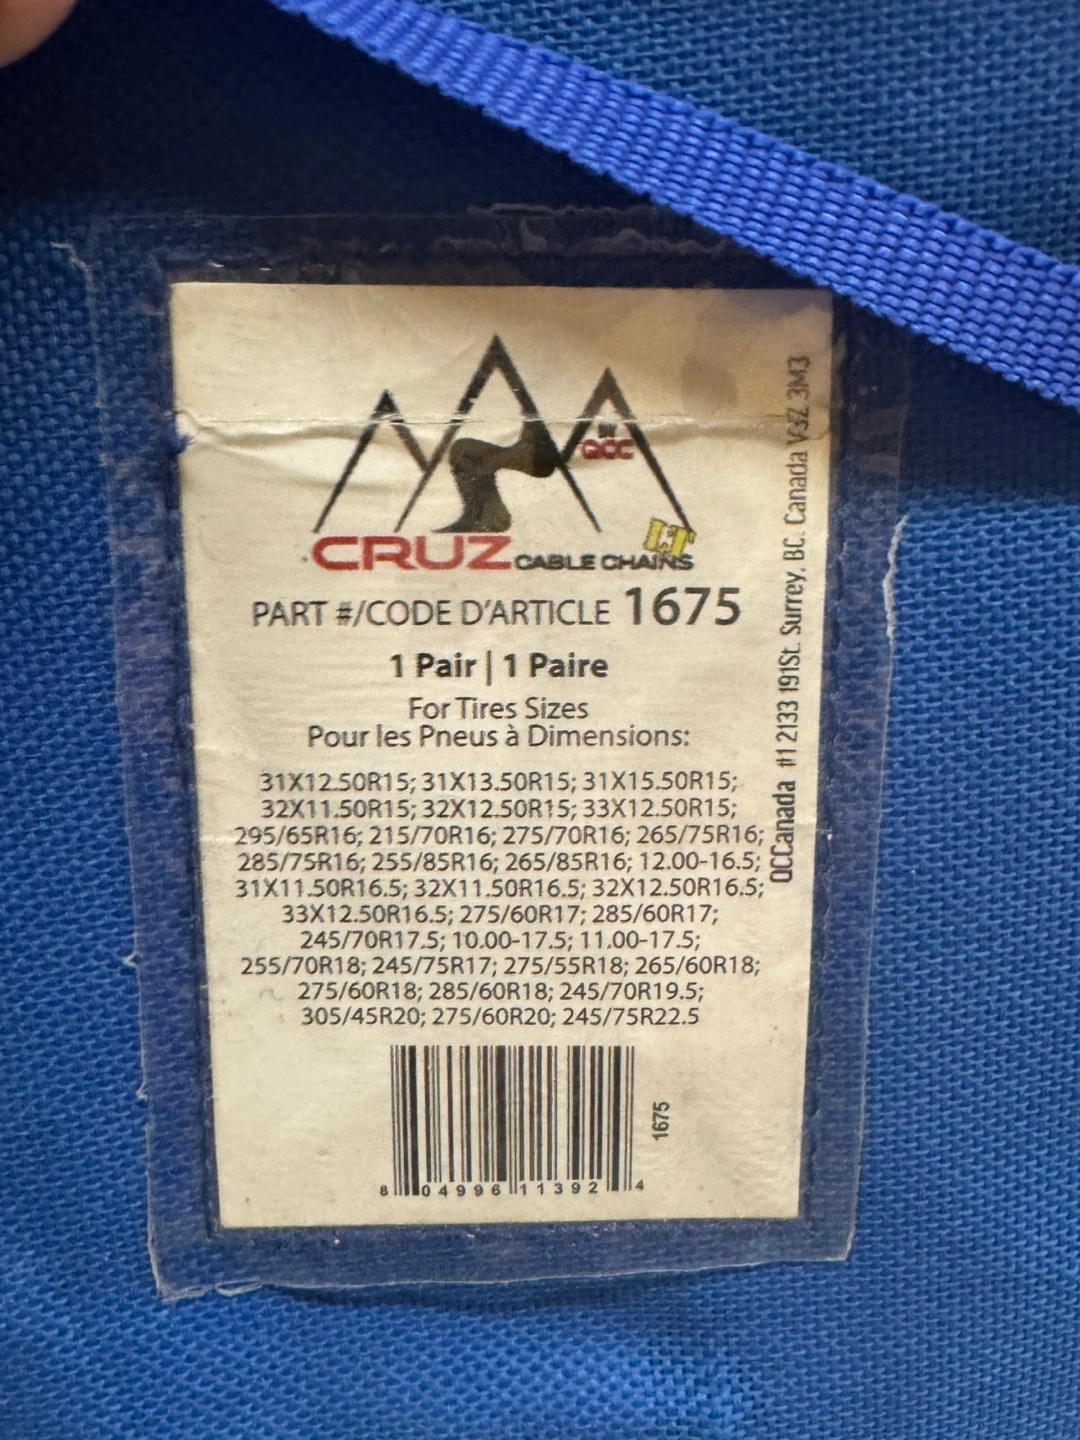 BY
QCC
CRUZ CABLE CHAINS LT
PART #/CODE D'ARTICLE 1675
1 Pair | 1 Paire
For Tires Sizes
Pour les Pneus à Dimensions:
31X12.50R15; 31X13.50R15; 31X15.50R15;
32X11.50R15; 32X12.50R15; 33X12.50R15;
295/65R16; 215/70R16; 275/70R16; 265/75R16;
285/75R16; 255/85R16; 265/85R16; 12.00-16.5;
31X11.50R16.5; 32X11.50R16.5; 32X12.50R16.5;
33X12.50R16.5; 275/60R17; 285/60R17;
245/70R17.5; 10.00-17.5; 11.00-17.5;
255/70R18; 245/75R17; 275/55R18; 265/60R18;
275/60R18; 285/60R18; 245/70R19.5;
305/45R20; 275/60R20; 245/75R22.5
8 04996 11392 4
1675
QCCanada #1 2133 191St. Surrey, BC. Canada V3Z 3M3